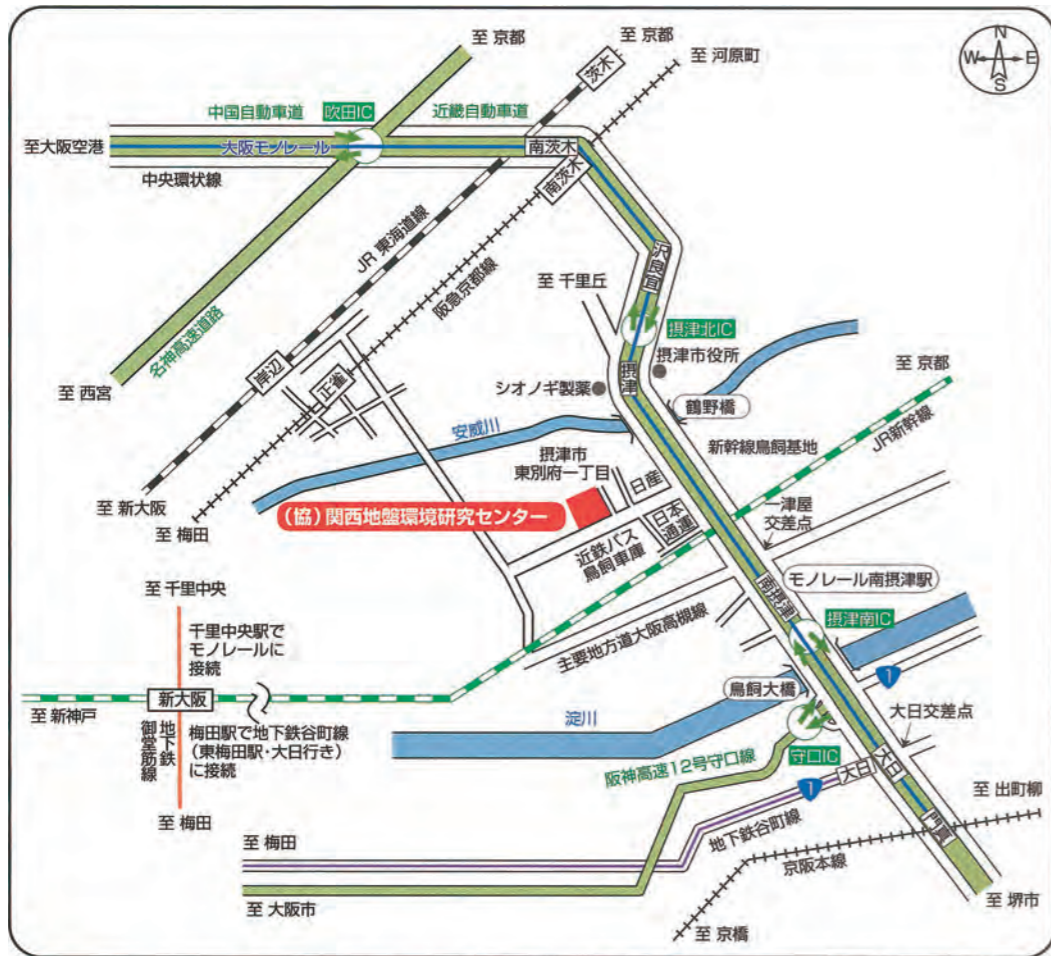 至 京都
至 京都
至 河原町
N
W
E
S
茨木
中国自動車道
吹田IC
近畿自動車道
至大阪空港
大阪モノレール
南茨木
中央環状線
南茨木
JR 東海道線
阪急京都線
沢良宜
至 千里丘
摂津北IC
名神高速道路
摂津市役所
至 京都
岸辺
正雀
摂津
シオノギ製薬
至 西宮
鶴野橋
安威川
新幹線鳥飼基地
JR新幹線
摂津市
東別府一丁目
日産
至 新大阪
至 梅田
(協)関西地盤環境研究センター
日本
通運
一津屋
交差点
近鉄バス
鳥飼車庫
至 千里中央
南摂津
モノレール南摂津駅
千里中央駅で
モノレールに
接続
主要地方道大阪高槻線
摂津南IC
1
新大阪
鳥飼大橋
至 新神戸
大日交差点
地下鉄
御堂筋線
梅田駅で地下鉄谷町線
(東梅田駅・大日行き)
に接続
淀川
守口IC
阪神高速12号守口線
大日
大日
1
至 出町柳
至 梅田
至 梅田
地下鉄谷町線
門真
京阪本線
至 大阪市
至 堺市
至 京橋